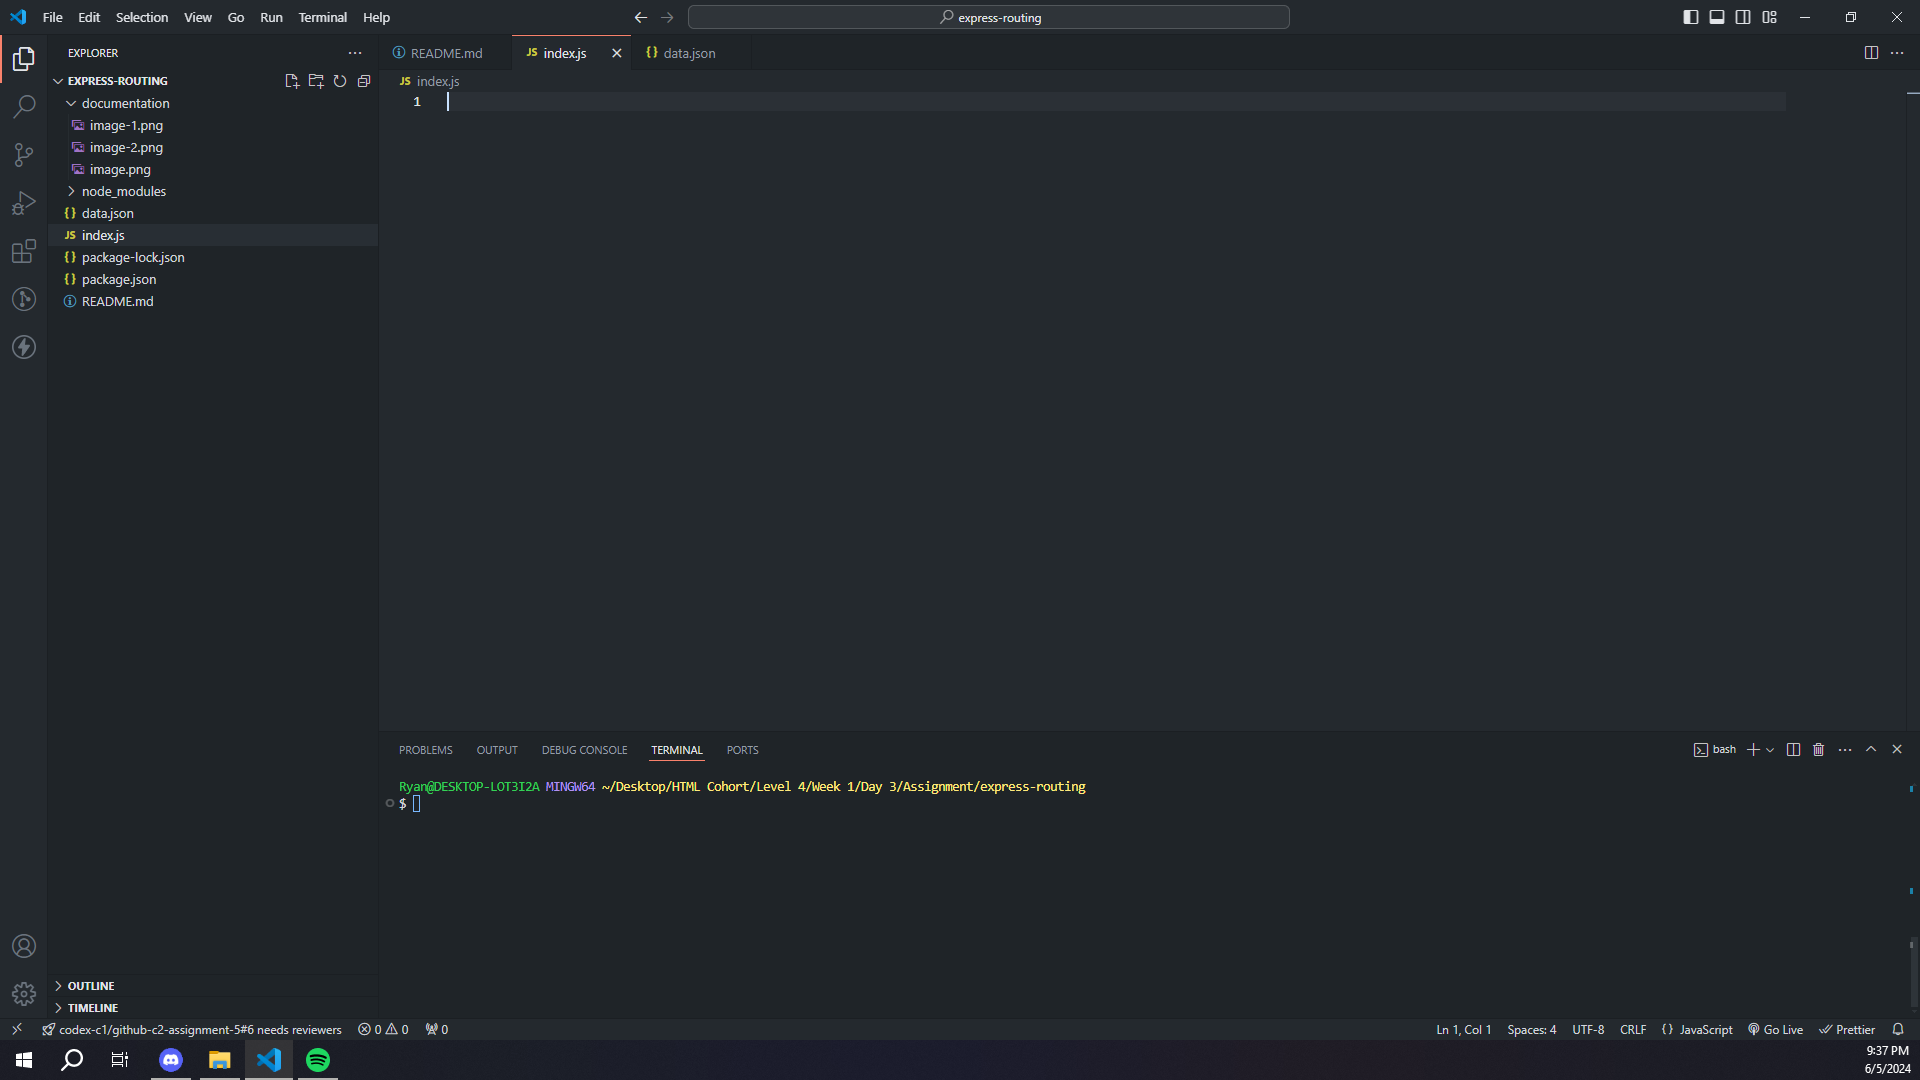 File Edit Selection View Go Run Terminal Help
express-routing
EXPLORER
README.md
JS index.js
{} data.json
EXPRESS-ROUTING
JS index.js
documentation
1
image-1.png
image-2.png
image.png
node_modules
{} data.json
JS index.js
{} package-lock.json
{} package.json
README.md
PROBLEMS OUTPUT DEBUG CONSOLE TERMINAL PORTS
bash
Ryan@DESKTOP-LOT3I2A MINGW64 ~/Desktop/HTML Cohort/Level 4/Week 1/Day 3/Assignment/express-routing
$
OUTLINE
TIMELINE
codex-c1/github-c2-assignment-5#6 needs reviewers 0 0 0
Ln 1, Col 1 Spaces: 4 UTF-8 CRLF {} JavaScript Go Live Prettier
9:37 PM
6/5/2024